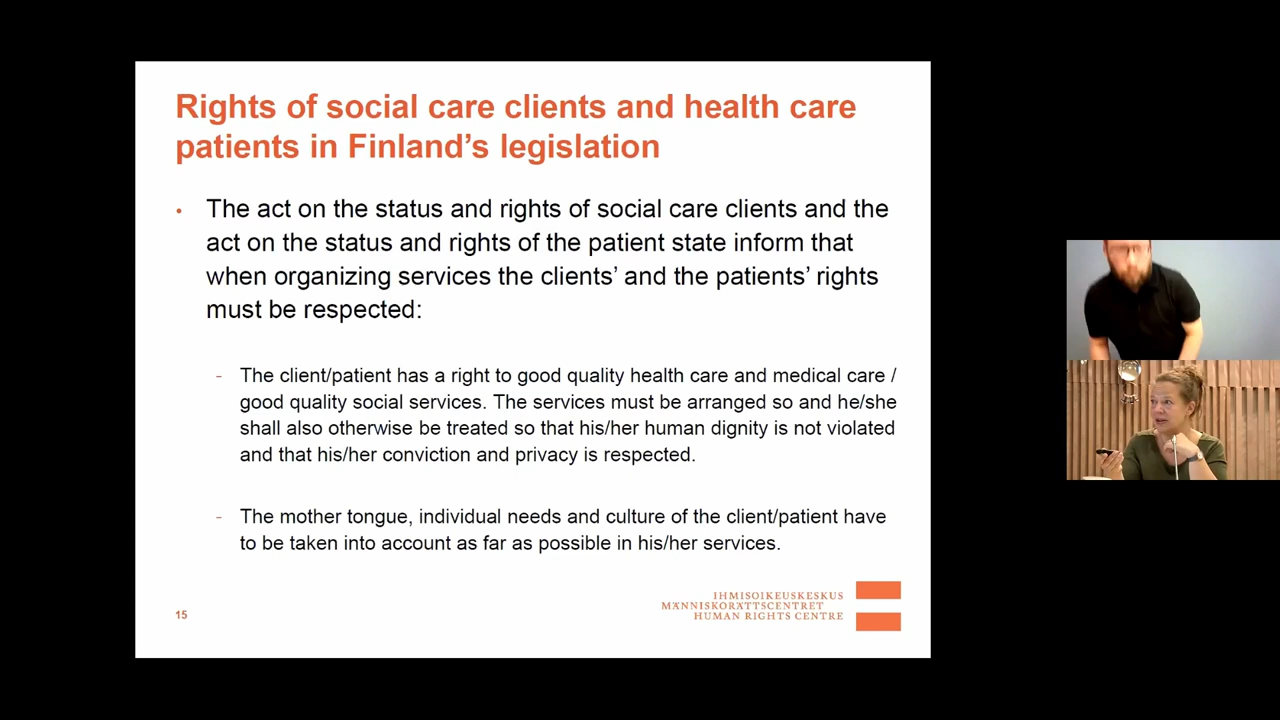 Rights of social care clients and health care
patients in Finland's legislation
• The act on the status and rights of social care clients and the
act on the status and rights of the patient state inform that
when organizing services the clients' and the patients' rights
must be respected:
- The client/patient has a right to good quality health care and medical care /
good quality social services. The services must be arranged so and he/she
shall also otherwise be treated so that his/her human dignity is not violated
and that his/her conviction and privacy is respected.
- The mother tongue, individual needs and culture of the client/patient have
to be taken into account as far as possible in his/her services.
15
IHMISOIKEUSKESKUS
MÄNNISKORÄTTSCENTRET
HUMAN RIGHTS CENTRE